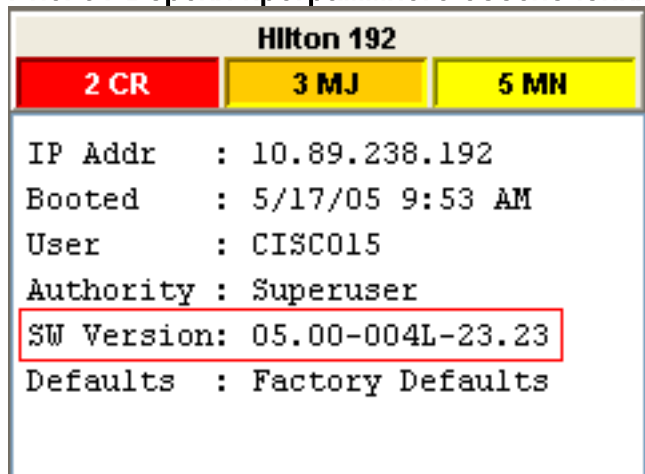 HIlton 192
2 CR 3 MJ 5 MN
IP Addr : 10.89.238.192
Booted : 5/17/05 9:53 AM
User : CISCO15
Authority : Superuser
SW Version: 05.00-004L-23.23
Defaults : Factory Defaults